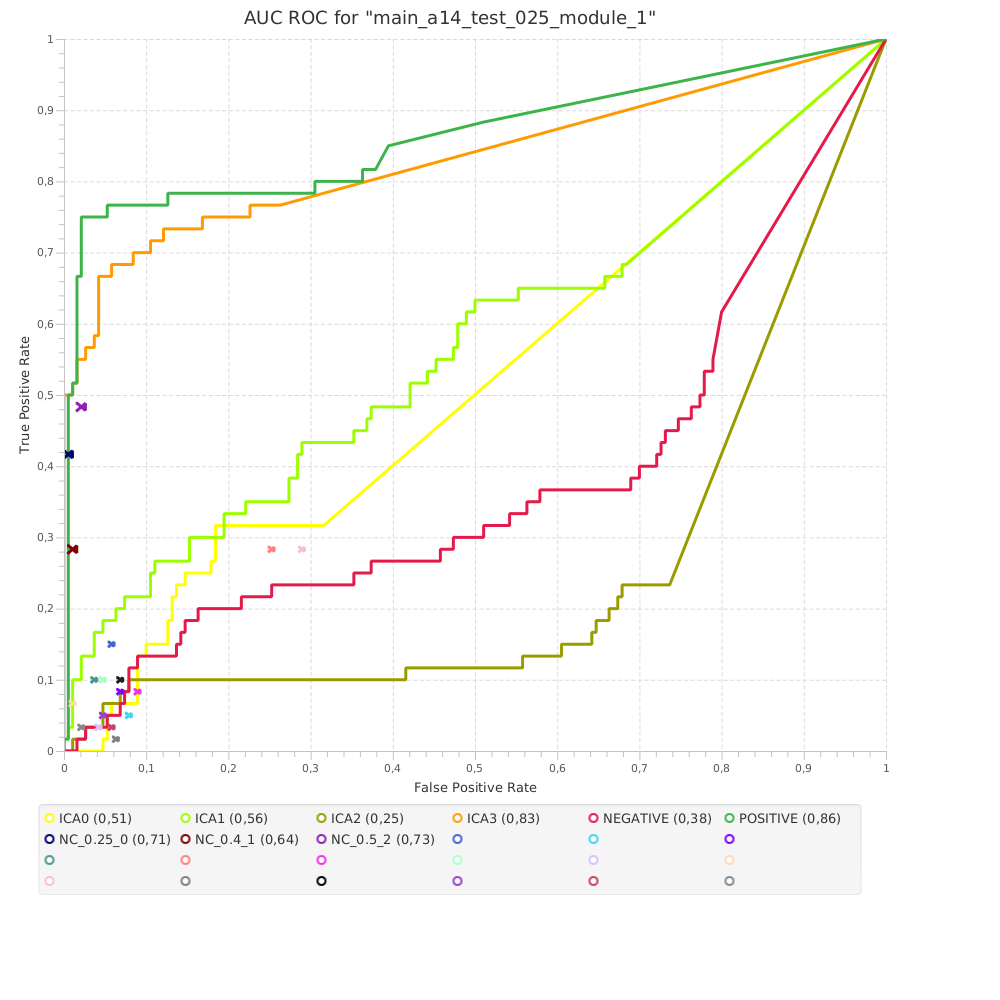 AUC ROC for "main_a14_test_025_module_1"
1
0,9
0,8
0,7
0,6
0,5
0,4
0,3
0,2
0,1
0
True Positive Rate
0 0,1 0,2 0,3 0,4 0,5 0,6 0,7 0,8 0,9 1
False Positive Rate
ICA0 (0,51) ICA1 (0,56) ICA2 (0,25) ICA3 (0,83) NEGATIVE (0,38) POSITIVE (0,86)
NC_0.25_0 (0,71) NC_0.4_1 (0,64) NC_0.5_2 (0,73)